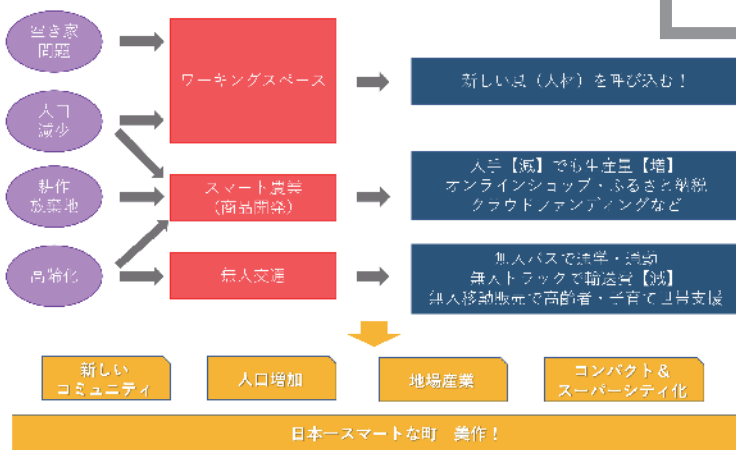 空き家
問題
人口
減少
耕作
放棄地
高齢化
ワーキングスペース
スマート農業
(商品開発)
無人交通
新しい風（人材）を呼び込む！
人手【減】でも生産量【増】
オンラインショップ・ふるさと納税
クラウドファンディングなど
無人バスで通学・通勤
無人トラックで輸送費【減】
無人移動販売で高齢者・子育て世帯支援
新しい
コミュニティ
人口増加
地場産業
コンパクト＆
スーパーシティ化
日本一スマートな町　美作！